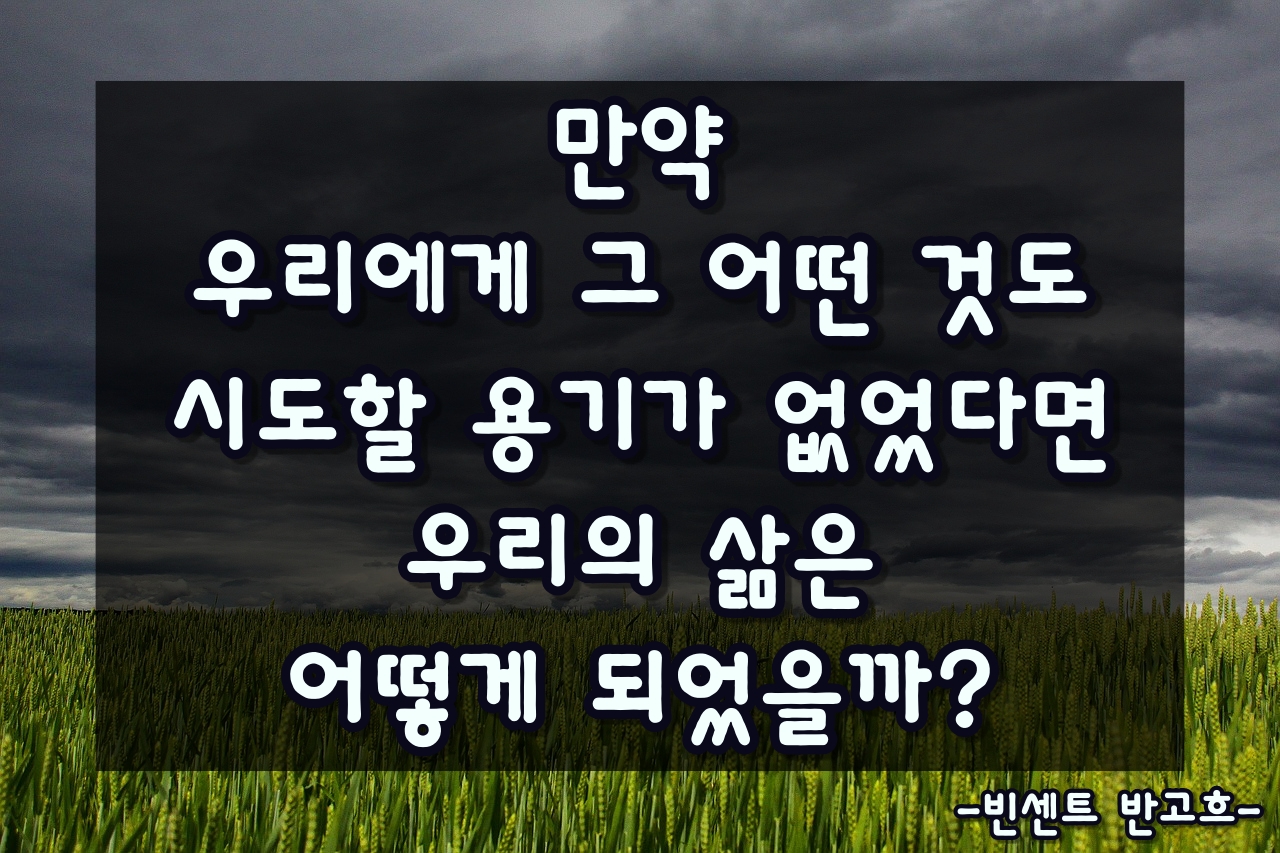 만약
우리에게 그 어떤 것도
시도할 용기가 없었다면
우리의 삶은
어떻게 되었을까?
-빈센트 반고흐-